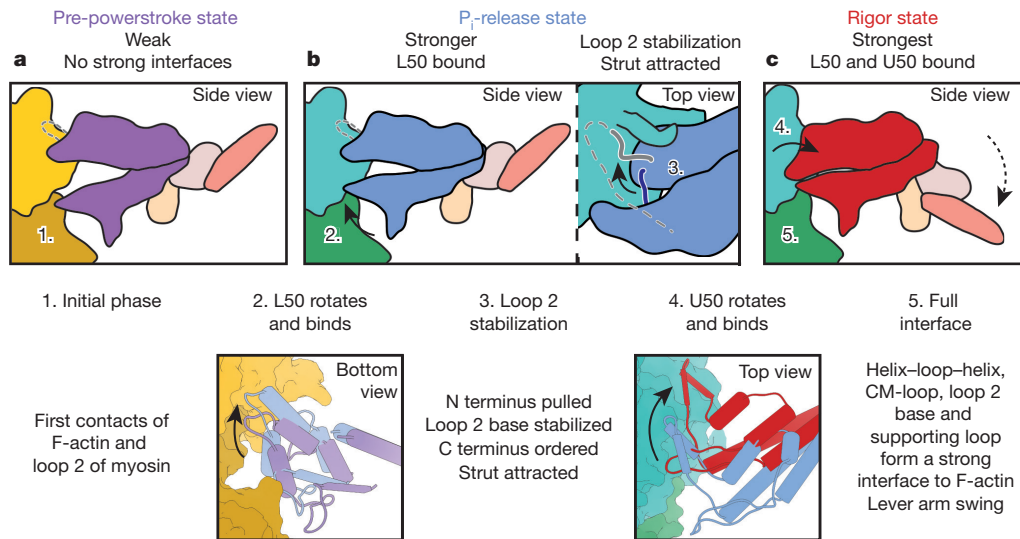 Pre-powerstroke state
Weak
a No strong interfaces
Side view
1.
Pi-release state
Stronger
b L50 bound
Side view
2.
Loop 2 stabilization
Strut attracted
Top view
3.
Rigor state
Strongest
c L50 and U50 bound
Side view
4.
5.
1. Initial phase
2. L50 rotates
and binds
3. Loop 2
stabilization
4. U50 rotates
and binds
5. Full
interface
First contacts of
F-actin and
loop 2 of myosin
Bottom
view
N terminus pulled
Loop 2 base stabilized
C terminus ordered
Strut attracted
Top view
Helix–loop–helix,
CM-loop, loop 2
base and
supporting loop
form a strong
interface to F-actin
Lever arm swing